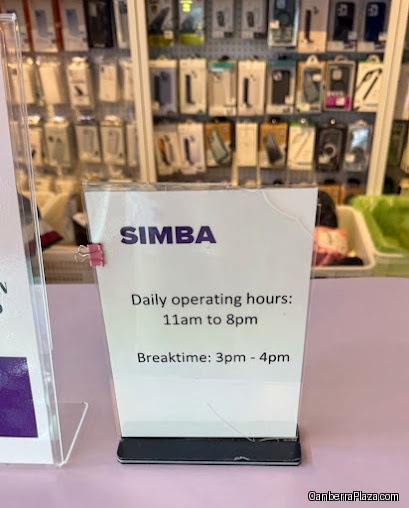 SIMBA
Daily operating hours:
11am to 8pm
Breaktime: 3pm - 4pm
CanberraPlaza.com